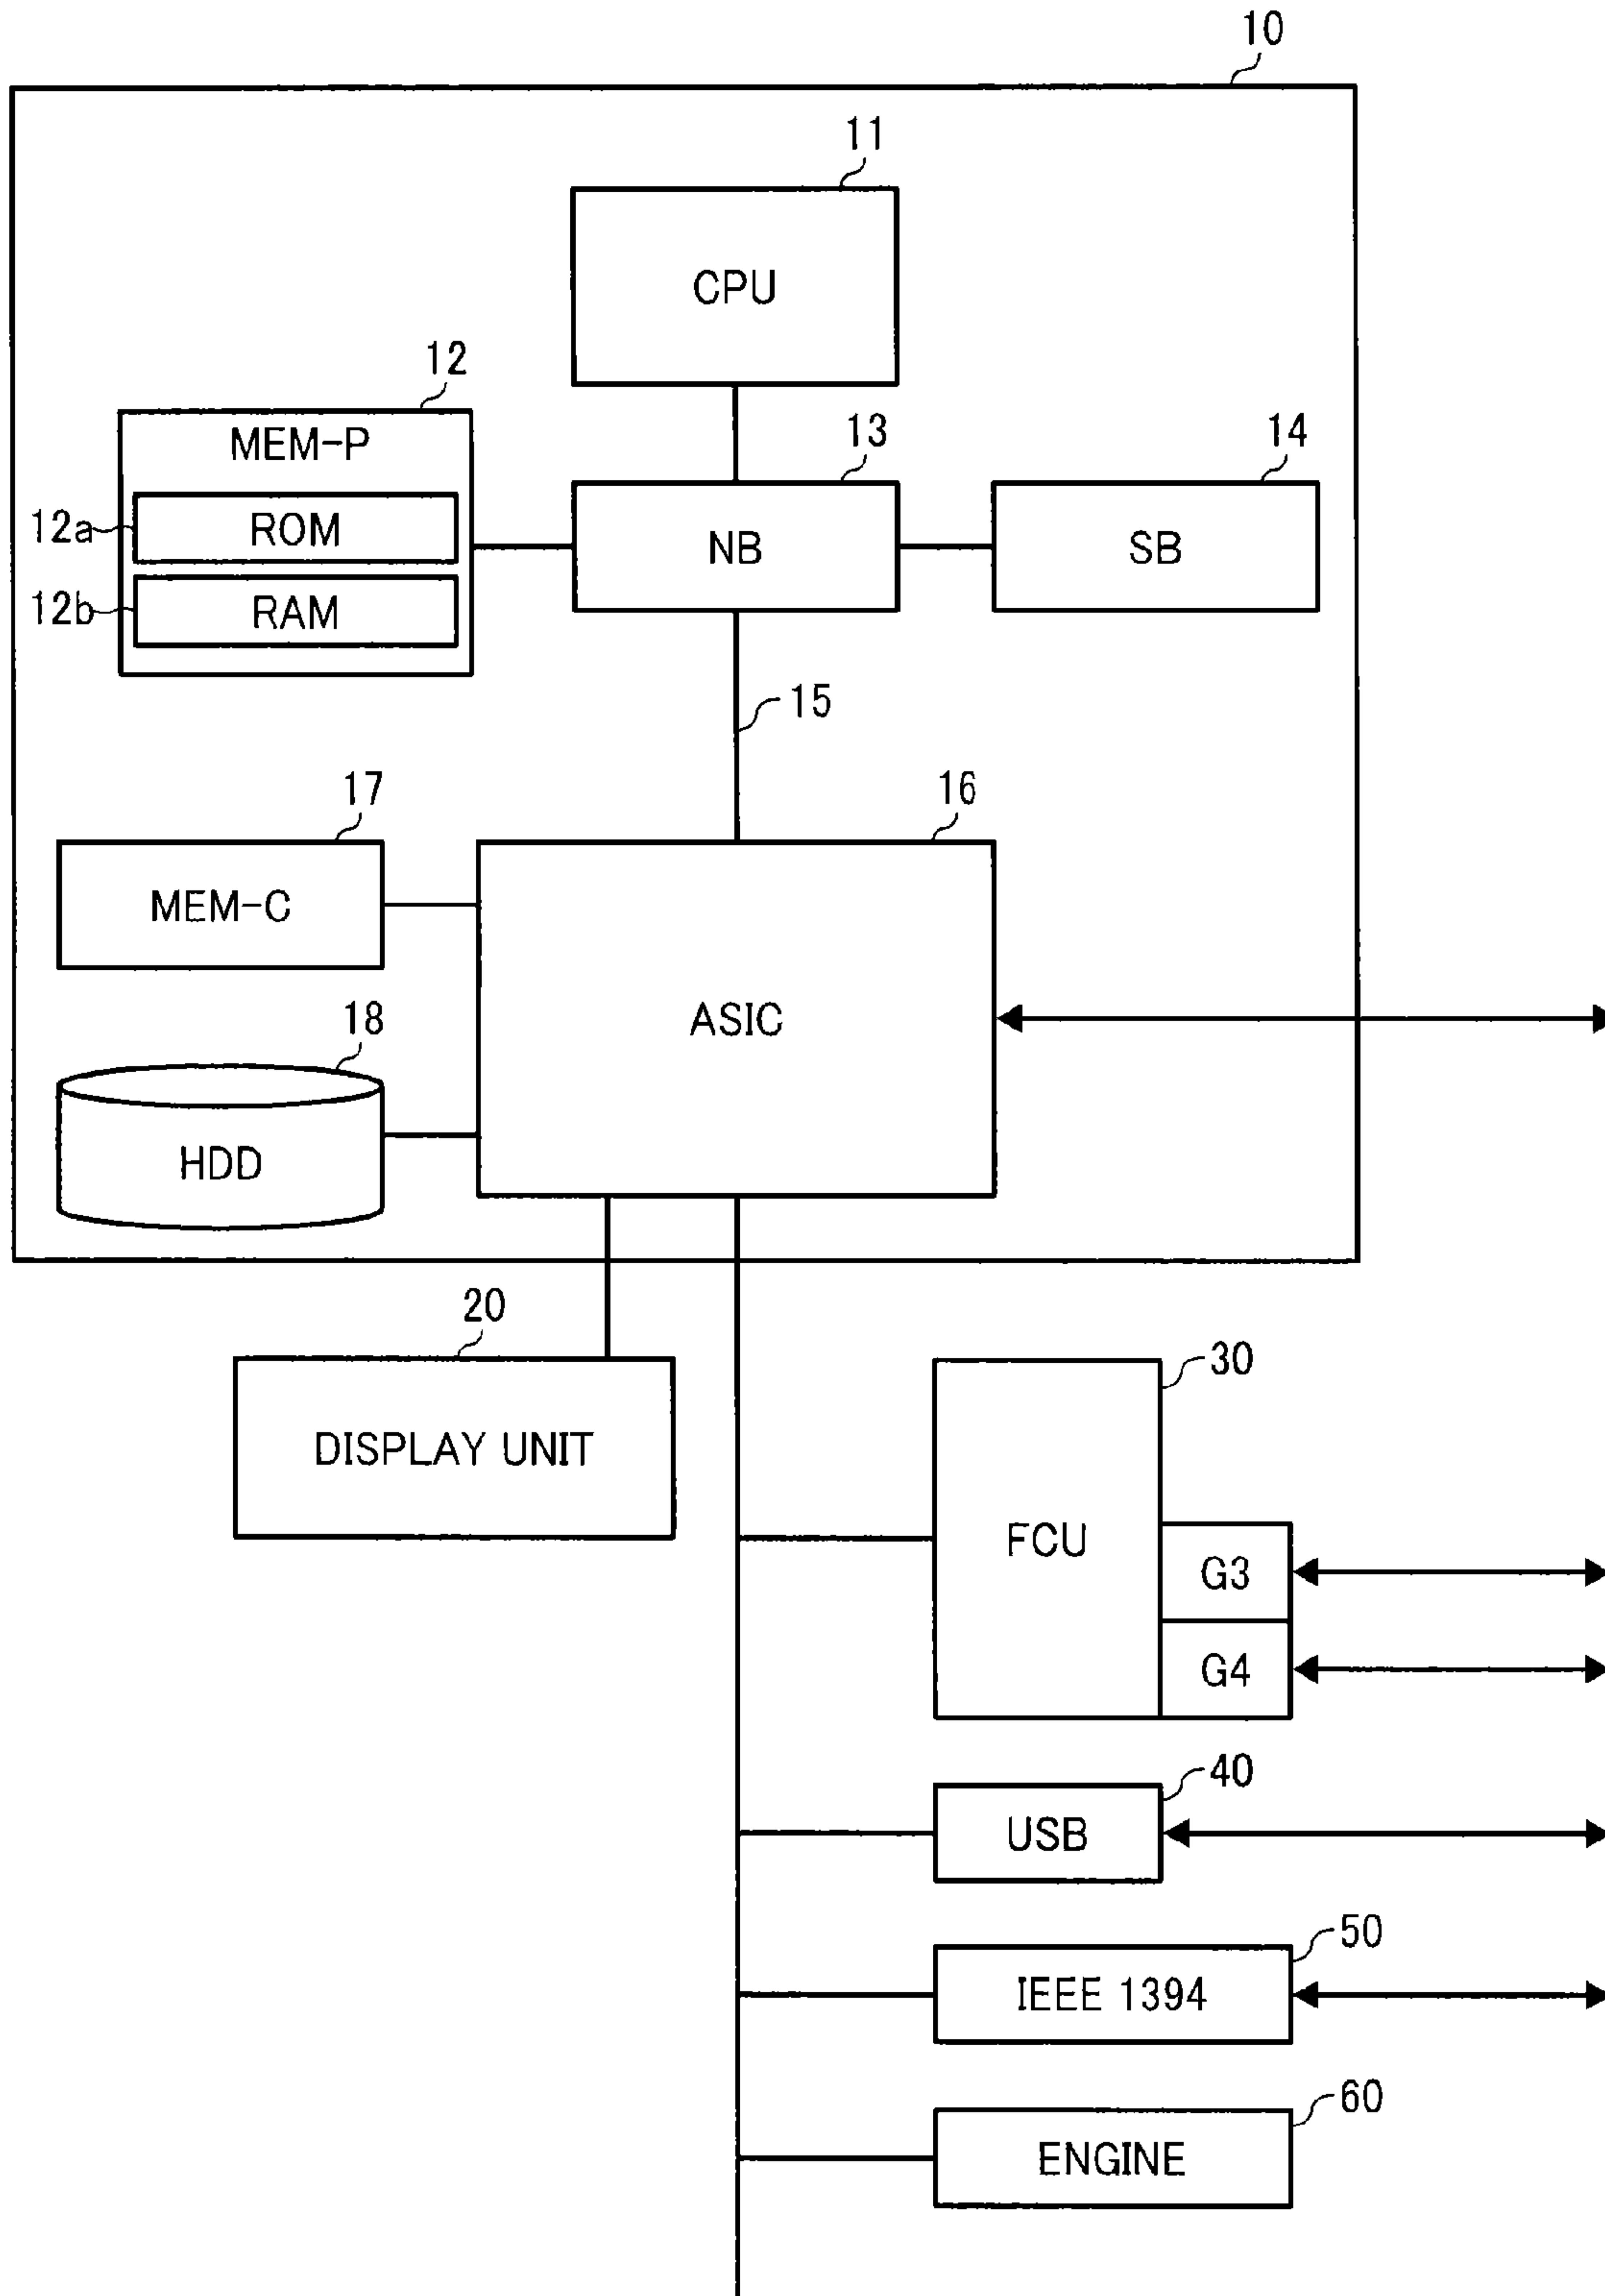 10
11
CPU
12
MEM-P
12a
ROM
12b
RAM
13
NB
14
SB
15
17
MEM-C
16
ASIC
18
HDD
20
DISPLAY UNIT
30
FCU
G3
G4
40
USB
50
IEEE 1394
60
ENGINE